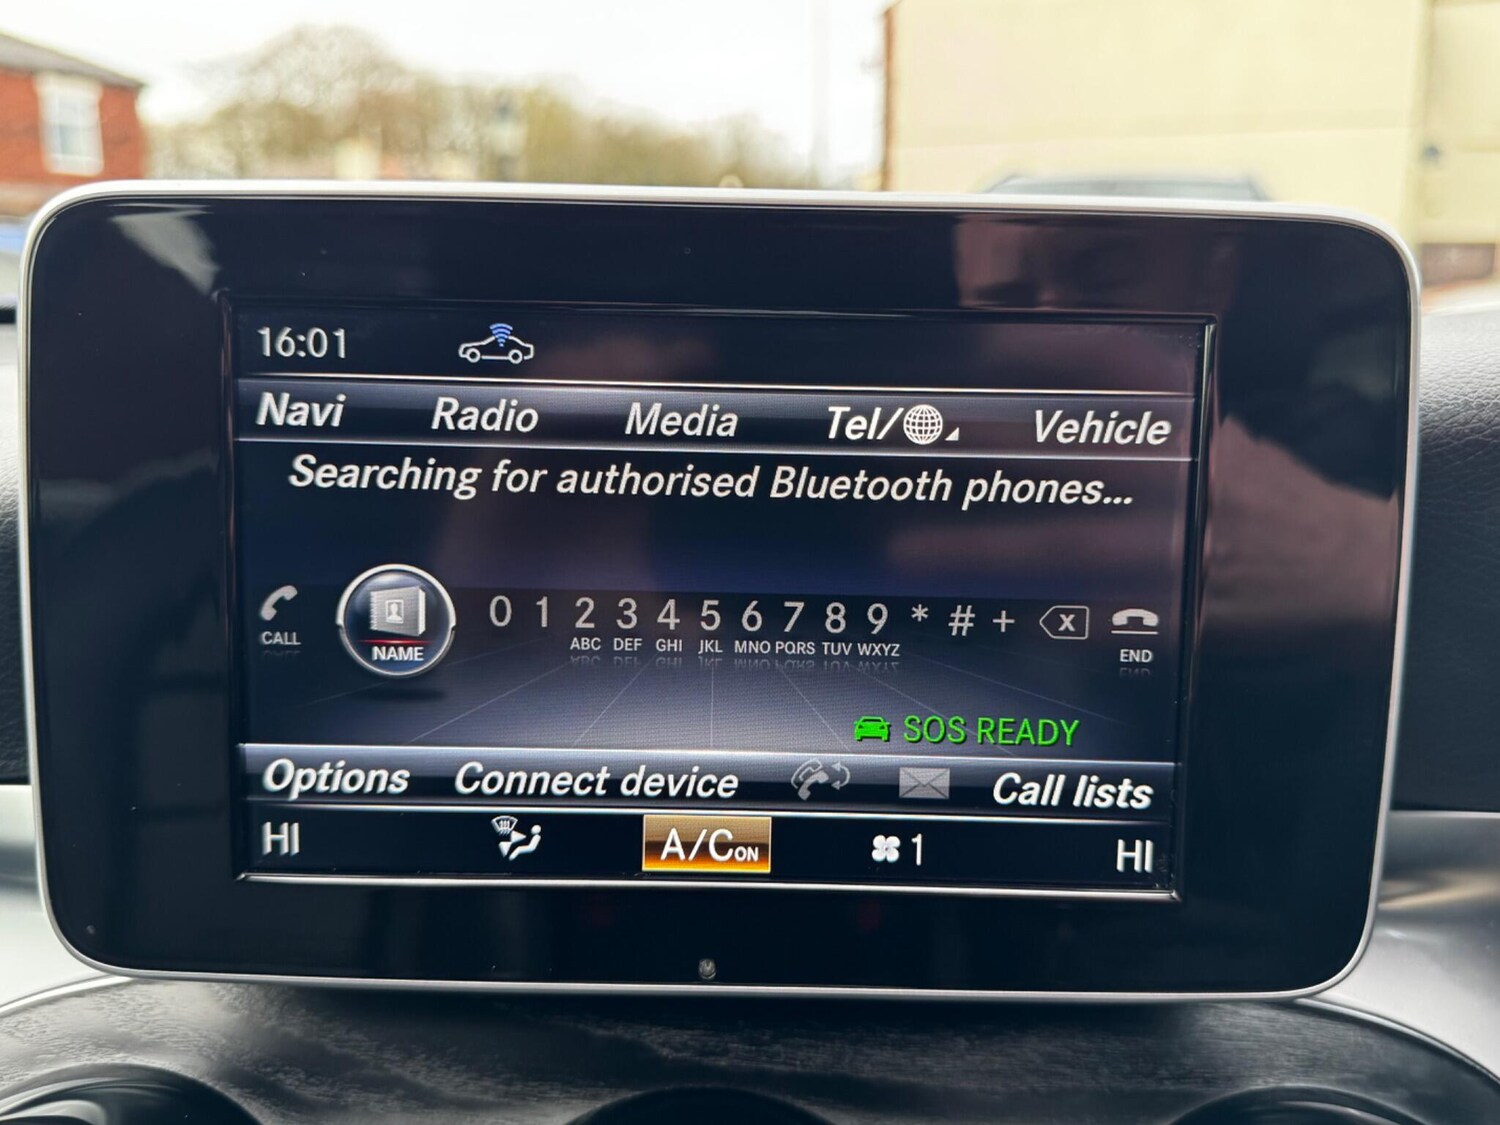 16:01
Navi Radio Media Tel/ Vehicle
Searching for authorised Bluetooth phones...
0 1 2 3 4 5 6 7 8 9 * # + X
CALL NAME ABC DEF GHI JKL MNO PQRS TUV WXYZ END
SOS READY
Options Connect device Call lists
HI A/C ON 1 HI